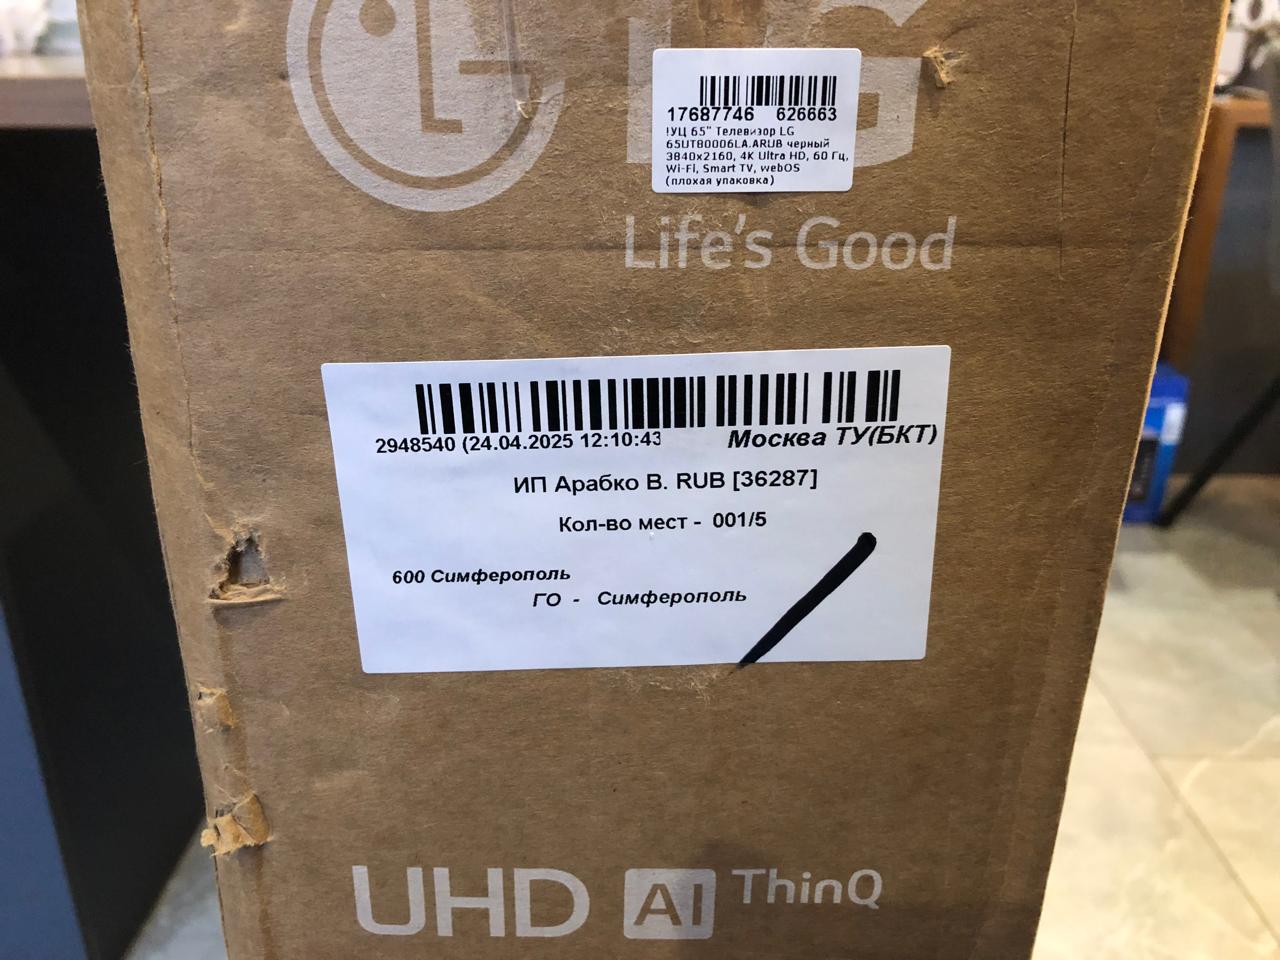 LG
17687746 626663
!УЦ 65" Телевизор LG
65UT80006LA.ARUB черный
3840x2160, 4K Ultra HD, 60 Гц,
Wi-Fi, Smart TV, webOS
(плохая упаковка)
Life's Good
2948540 (24.04.2025 12:10:43
Москва ТУ(БКТ)
ИП Арабко В. RUB [36287]
Кол-во мест - 001/5
600 Симферополь
ГО - Симферополь
UHD AI ThinQ